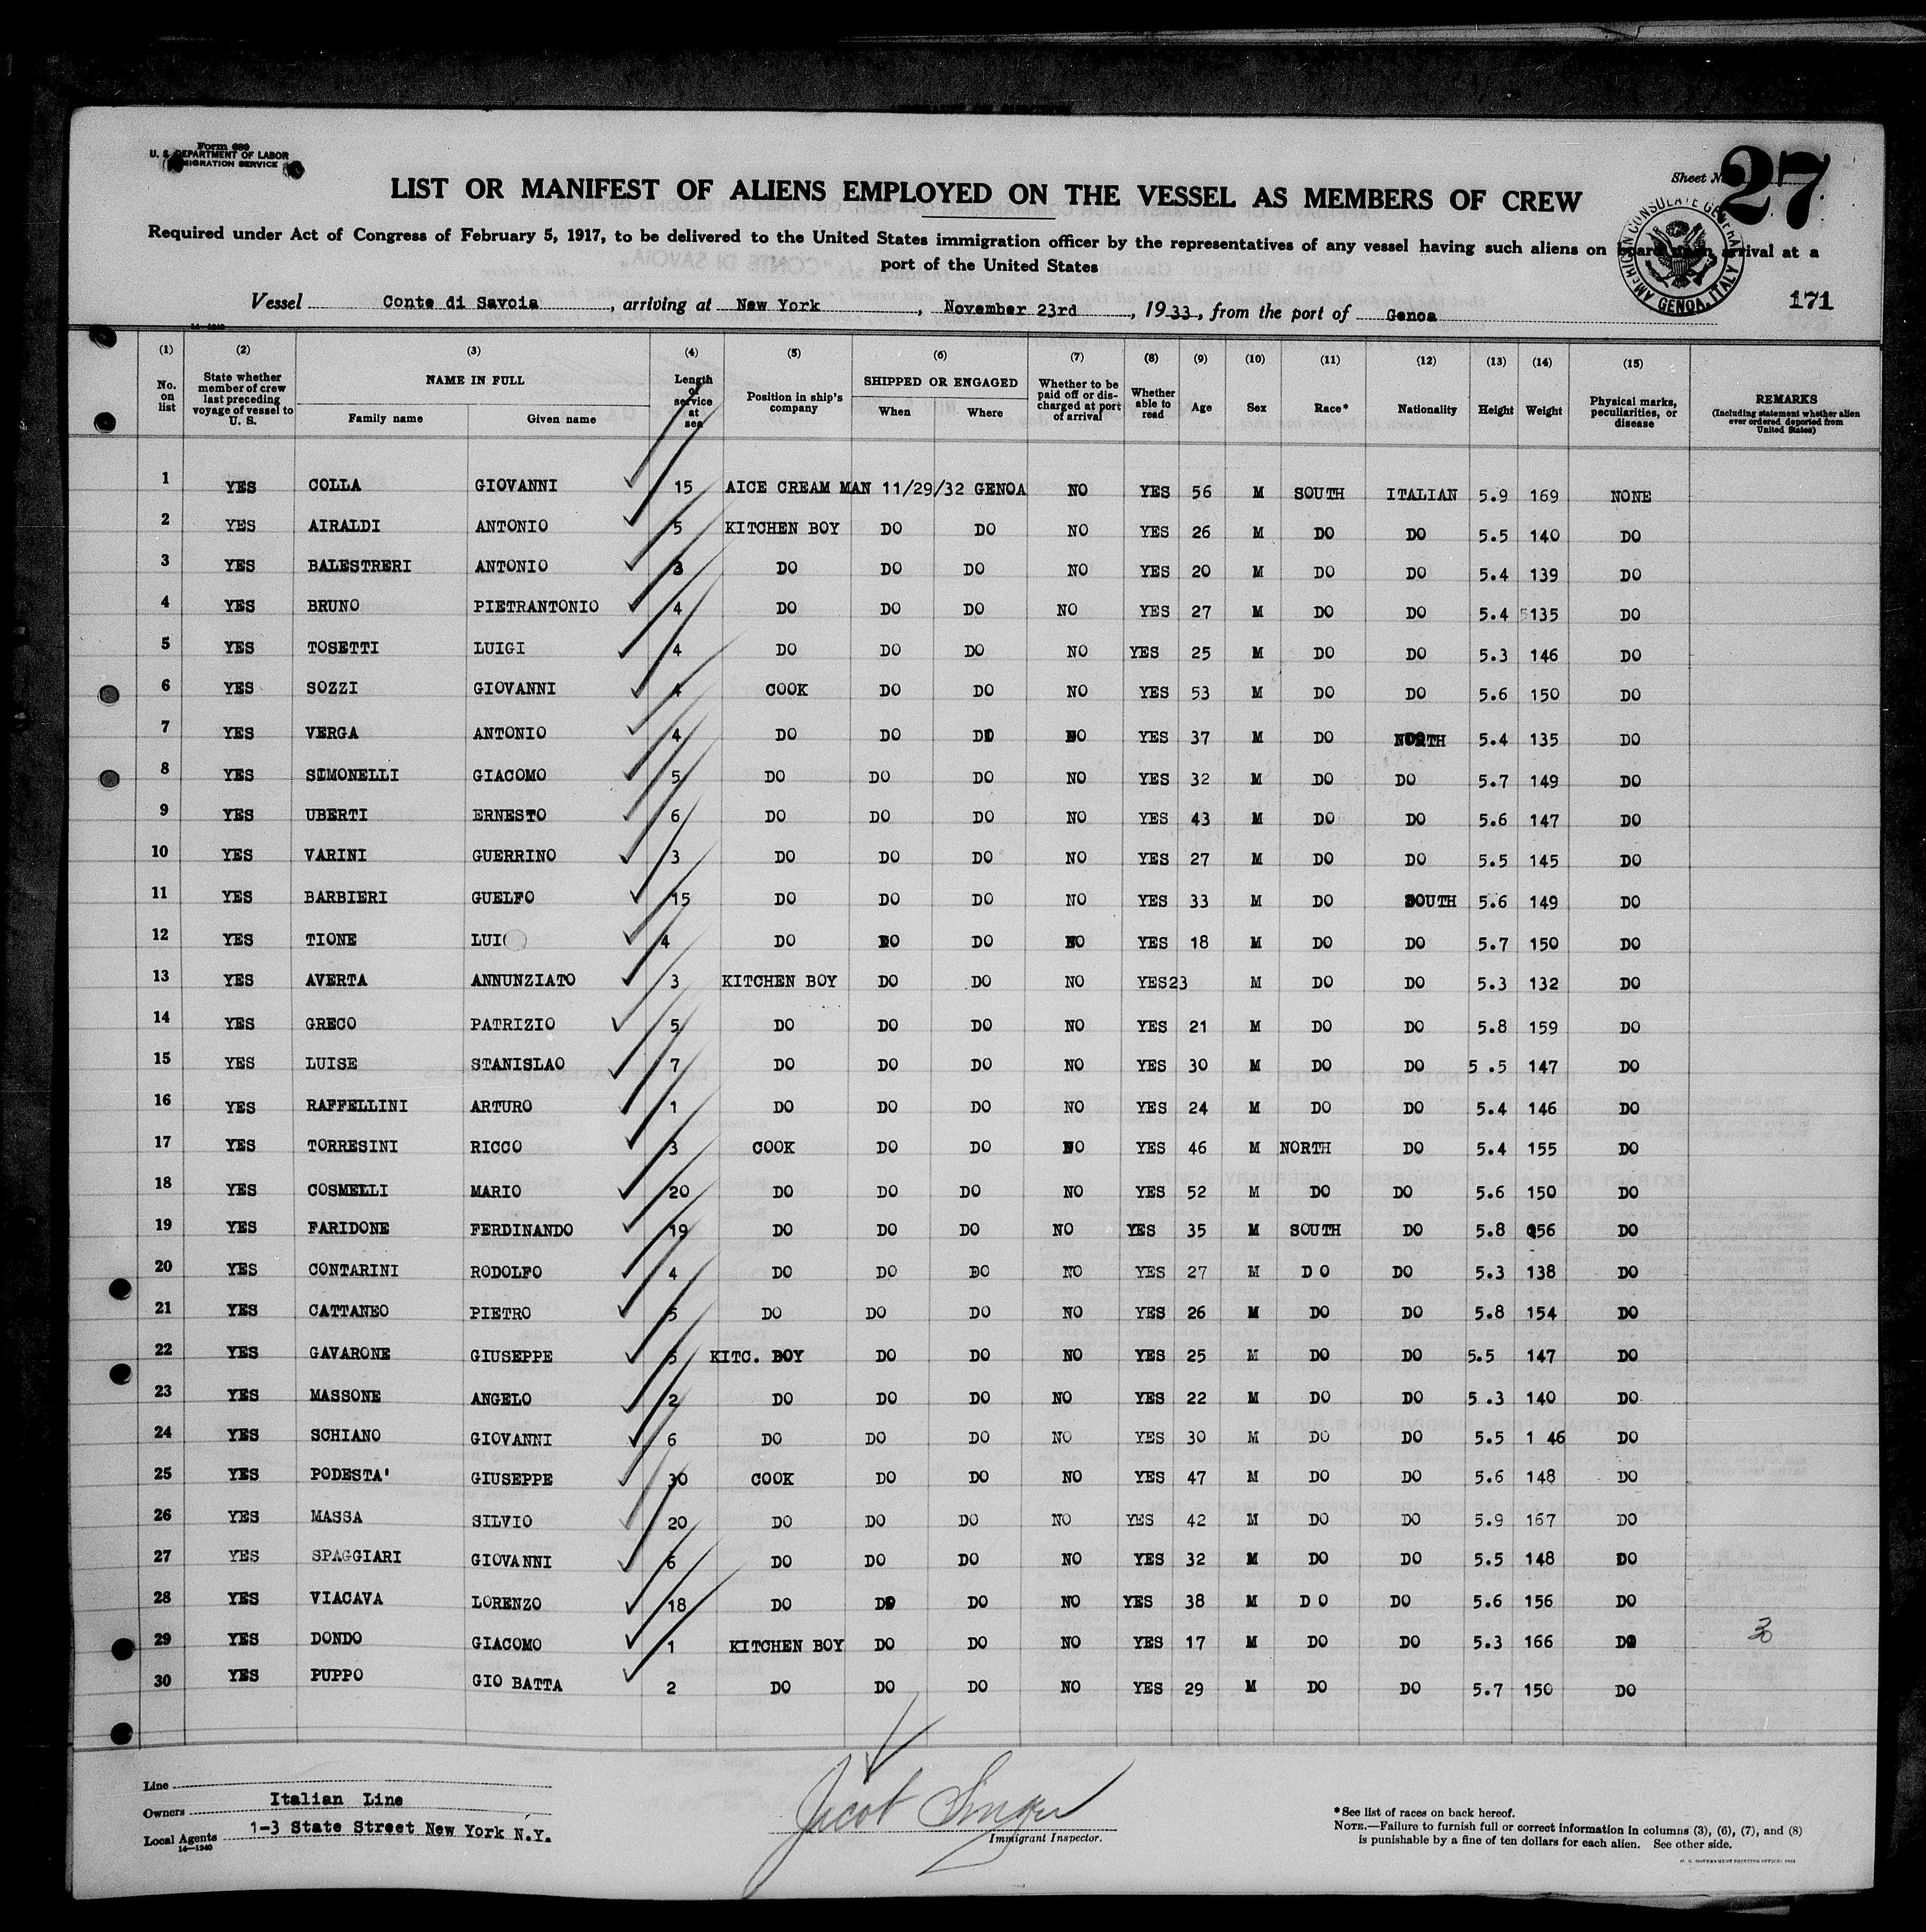 Form 680
U. S. DEPARTMENT OF LABOR
IMMIGRATION SERVICE
Sheet No. 27
LIST OR MANIFEST OF ALIENS EMPLOYED ON THE VESSEL AS MEMBERS OF CREW
Required under Act of Congress of February 5, 1917, to be delivered to the United States immigration officer by the representatives of any vessel having such aliens on board upon arrival at a
port of the United States
AMERICAN CONSULATE GENERAL GENOA, ITALY
171
Vessel Conte di Savoia, arriving at New York, November 23rd, 1933, from the port of Genoa
14-1240
(1) (2) (3) (4) (5) (6) (7) (8) (9) (10) (11) (12) (13) (14) (15)
No. on list State whether member of crew last preceding voyage of vessel to U. S. NAME IN FULL Family name Given name Length of service at sea Position in ship's company SHIPPED OR ENGAGED When Where Whether to be paid off or discharged at port of arrival Whether able to read Age Sex Race* Nationality Height Weight Physical marks, peculiarities, or disease REMARKS (Including statement whether alien ever ordered deported from United States)
1 YES COLLA GIOVANNI 15 AICE CREAM MAN 11/29/32 GENOA NO YES 56 M SOUTH ITALIAN 5.9 169 NONE
2 YES AIRALDI ANTONIO 5 KITCHEN BOY DO DO NO YES 26 M DO DO 5.5 140 DO
3 YES BALESTRERI ANTONIO 3 DO DO DO NO YES 20 M DO DO 5.4 139 DO
4 YES BRUNO PIETRANTONIO 4 DO DO DO NO YES 27 M DO DO 5.4 135 DO
5 YES TOSETTI LUIGI 4 DO DO DO NO YES 25 M DO DO 5.3 146 DO
6 YES SOZZI GIOVANNI 4 COOK DO DO NO YES 53 M DO DO 5.6 150 DO
7 YES VERGA ANTONIO 4 DO DO DO NO YES 37 M DO NORTH 5.4 135 DO
8 YES SIMONELLI GIACOMO 5 DO DO DO NO YES 32 M DO DO 5.7 149 DO
9 YES UBERTI ERNESTO 6 DO DO DO NO YES 43 M DO DO 5.6 147 DO
10 YES VARINI GUERRINO 3 DO DO DO NO YES 27 M DO DO 5.5 145 DO
11 YES BARBIERI GUELFO 15 DO DO DO NO YES 33 M DO SOUTH 5.6 149 DO
12 YES TIONE LUI 4 DO DO DO NO YES 18 M DO DO 5.7 150 DO
13 YES AVERTA ANNUNZIATO 3 KITCHEN BOY DO DO NO YES23 M DO DO 5.3 132 DO
14 YES GRECO PATRIZIO 5 DO DO DO NO YES 21 M DO DO 5.8 159 DO
15 YES LUISE STANISLAO 7 DO DO DO NO YES 30 M DO DO 5 .5 147 DO
16 YES RAFFELLINI ARTURO 1 DO DO DO NO YES 24 M DO DO 5.4 146 DO
17 YES TORRESINI RICCO 3 COOK DO DO NO YES 46 M NORTH DO 5.4 155 DO
18 YES COSMELLI MARIO 20 DO DO DO NO YES 52 M DO DO 5.6 150 DO
19 YES FARIDONE FERDINANDO 19 DO DO DO NO YES 35 M SOUTH DO 5.8 156 DO
20 YES CONTARINI RODOLFO 4 DO DO DO NO YES 27 M D O DO 5.3 138 DO
21 YES CATTANEO PIETRO 5 DO DO DO NO YES 26 M DO DO 5.8 154 DO
22 YES GAVARONE GIUSEPPE 5 KITC. BOY DO DO NO YES 25 M DO DO 5.5 147 DO
23 YES MASSONE ANGELO 2 DO DO DO NO YES 22 M DO DO 5 .3 140 DO
24 YES SCHIANO GIOVANNI 6 DO DO DO NO YES 30 M DO DO 5.5 1 46 DO
25 YES PODESTA' GIUSEPPE 30 COOK DO DO NO YES 47 M DO DO 5.6 148 DO
26 YES MASSA SILVIO 20 DO DO DO NO YES 42 M DO DO 5.9 167 DO
27 YES SPAGGIARI GIOVANNI 6 DO DO DO NO YES 32 M DO DO 5.5 148 DO
28 YES VIACAVA LORENZO 18 DO DO DO NO YES 38 M D O DO 5.6 156 DO
29 YES DONDO GIACOMO 1 KITCHEN BOY DO DO NO YES 17 M DO DO 5.3 166 DO 30
30 YES PUPPO GIO BATTA 2 DO DO DO NO YES 29 M DO DO 5.7 150 DO
Line
Owners Italian Line
Local Agents 1-3 State Street New York N.Y.
14-1240
Jacob Singer
Immigrant Inspector.
*See list of races on back hereof.
NOTE.—Failure to furnish full or correct information in columns (3), (6), (7), and (8)
is punishable by a fine of ten dollars for each alien. See other side.